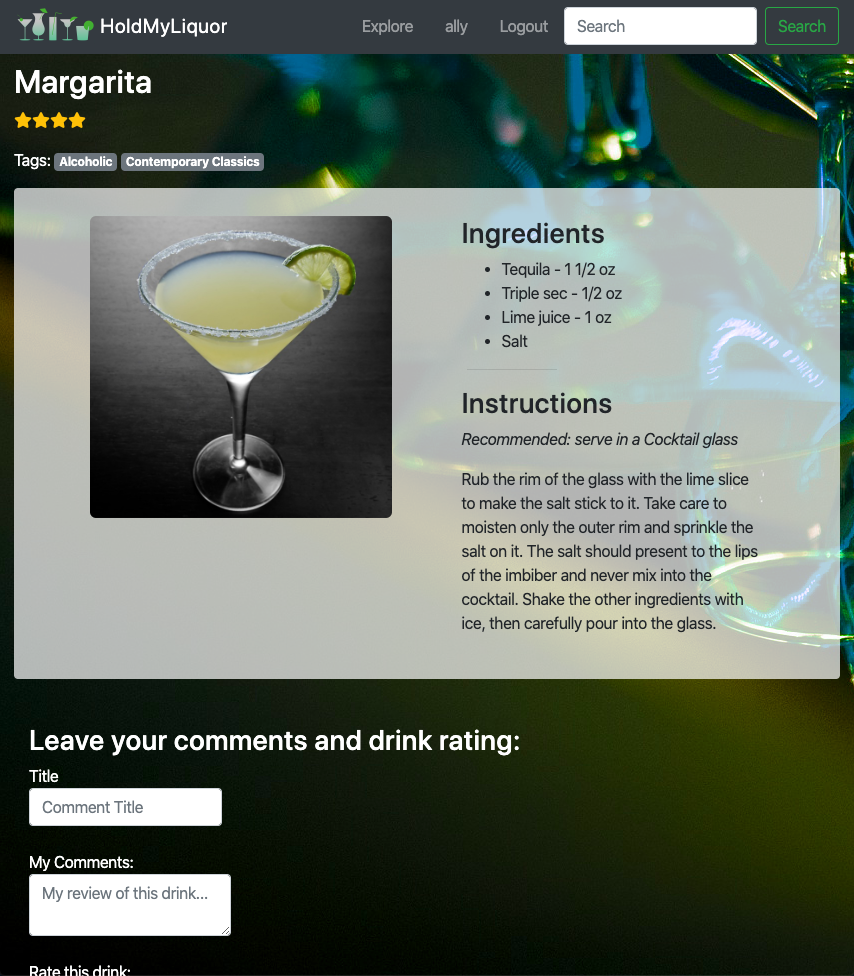 HoldMyLiquor
Explore ally Logout Search Search
Margarita
Tags: Alcoholic Contemporary Classics
Ingredients
• Tequila - 1 1/2 oz
• Triple sec - 1/2 oz
• Lime juice - 1 oz
• Salt
Instructions
Recommended: serve in a Cocktail glass
Rub the rim of the glass with the lime slice
to make the salt stick to it. Take care to
moisten only the outer rim and sprinkle the
salt on it. The salt should present to the lips
of the imbiber and never mix into the
cocktail. Shake the other ingredients with
ice, then carefully pour into the glass.
Leave your comments and drink rating:
Title
Comment Title
My Comments:
My review of this drink...
Rate this drink: